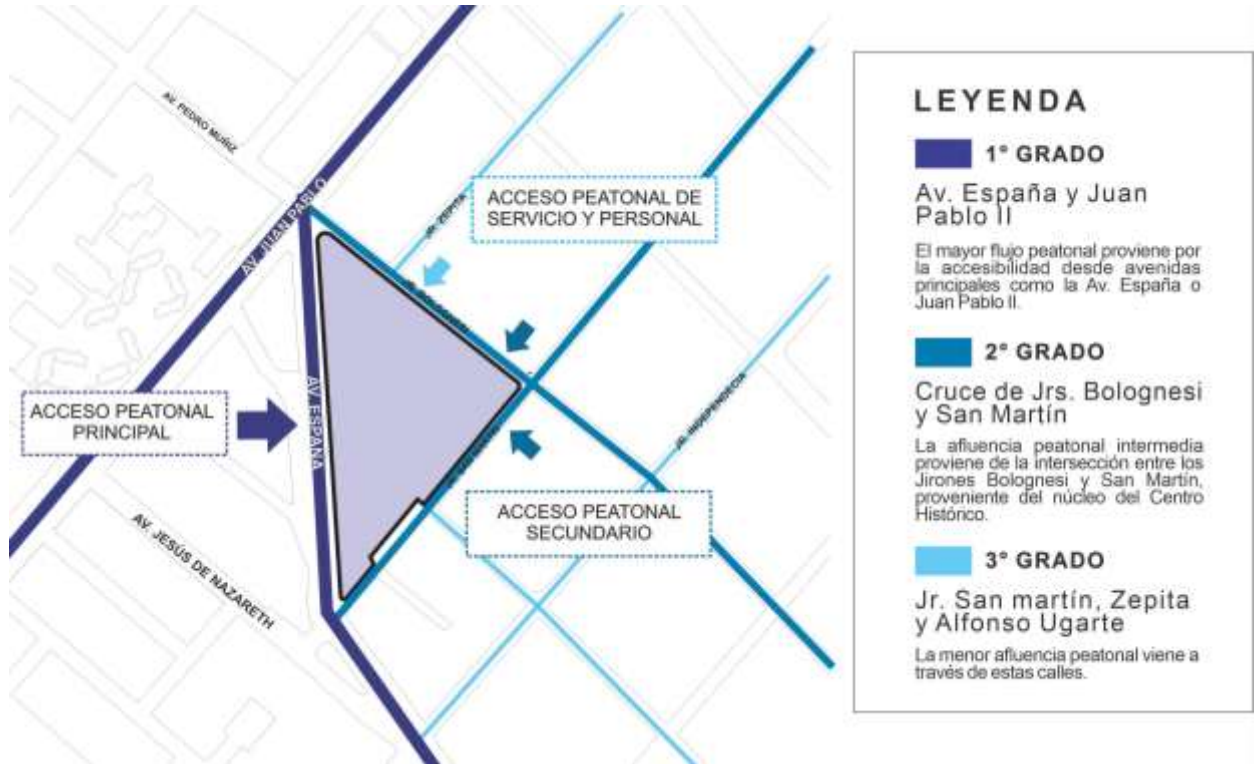 AV. PEDRO MUÑIZ
AV. JUAN PABLO
JR. ZEPITA
ACCESO PEATONAL DE
SERVICIO Y PERSONAL
JR. BOLOGNESI
ACCESO PEATONAL
PRINCIPAL
AV. ESPAÑA
JR. INDEPENDECIA
ACCESO PEATONAL
SECUNDARIO
AV. JESÚS DE NAZARETH
LEYENDA
1° GRADO
Av. España y Juan
Pablo II
El mayor flujo peatonal proviene por
la accesibilidad desde avenidas
principales como la Av. España o
Juan Pablo II.
2° GRADO
Cruce de Jrs. Bolognesi
y San Martín
La afluencia peatonal intermedia
proviene de la intersección entre los
Jirones Bolognesi y San Martín,
proveniente del núcleo del Centro
Histórico.
3° GRADO
Jr. San martín, Zepita
y Alfonso Ugarte
La menor afluencia peatonal viene a
través de estas calles.